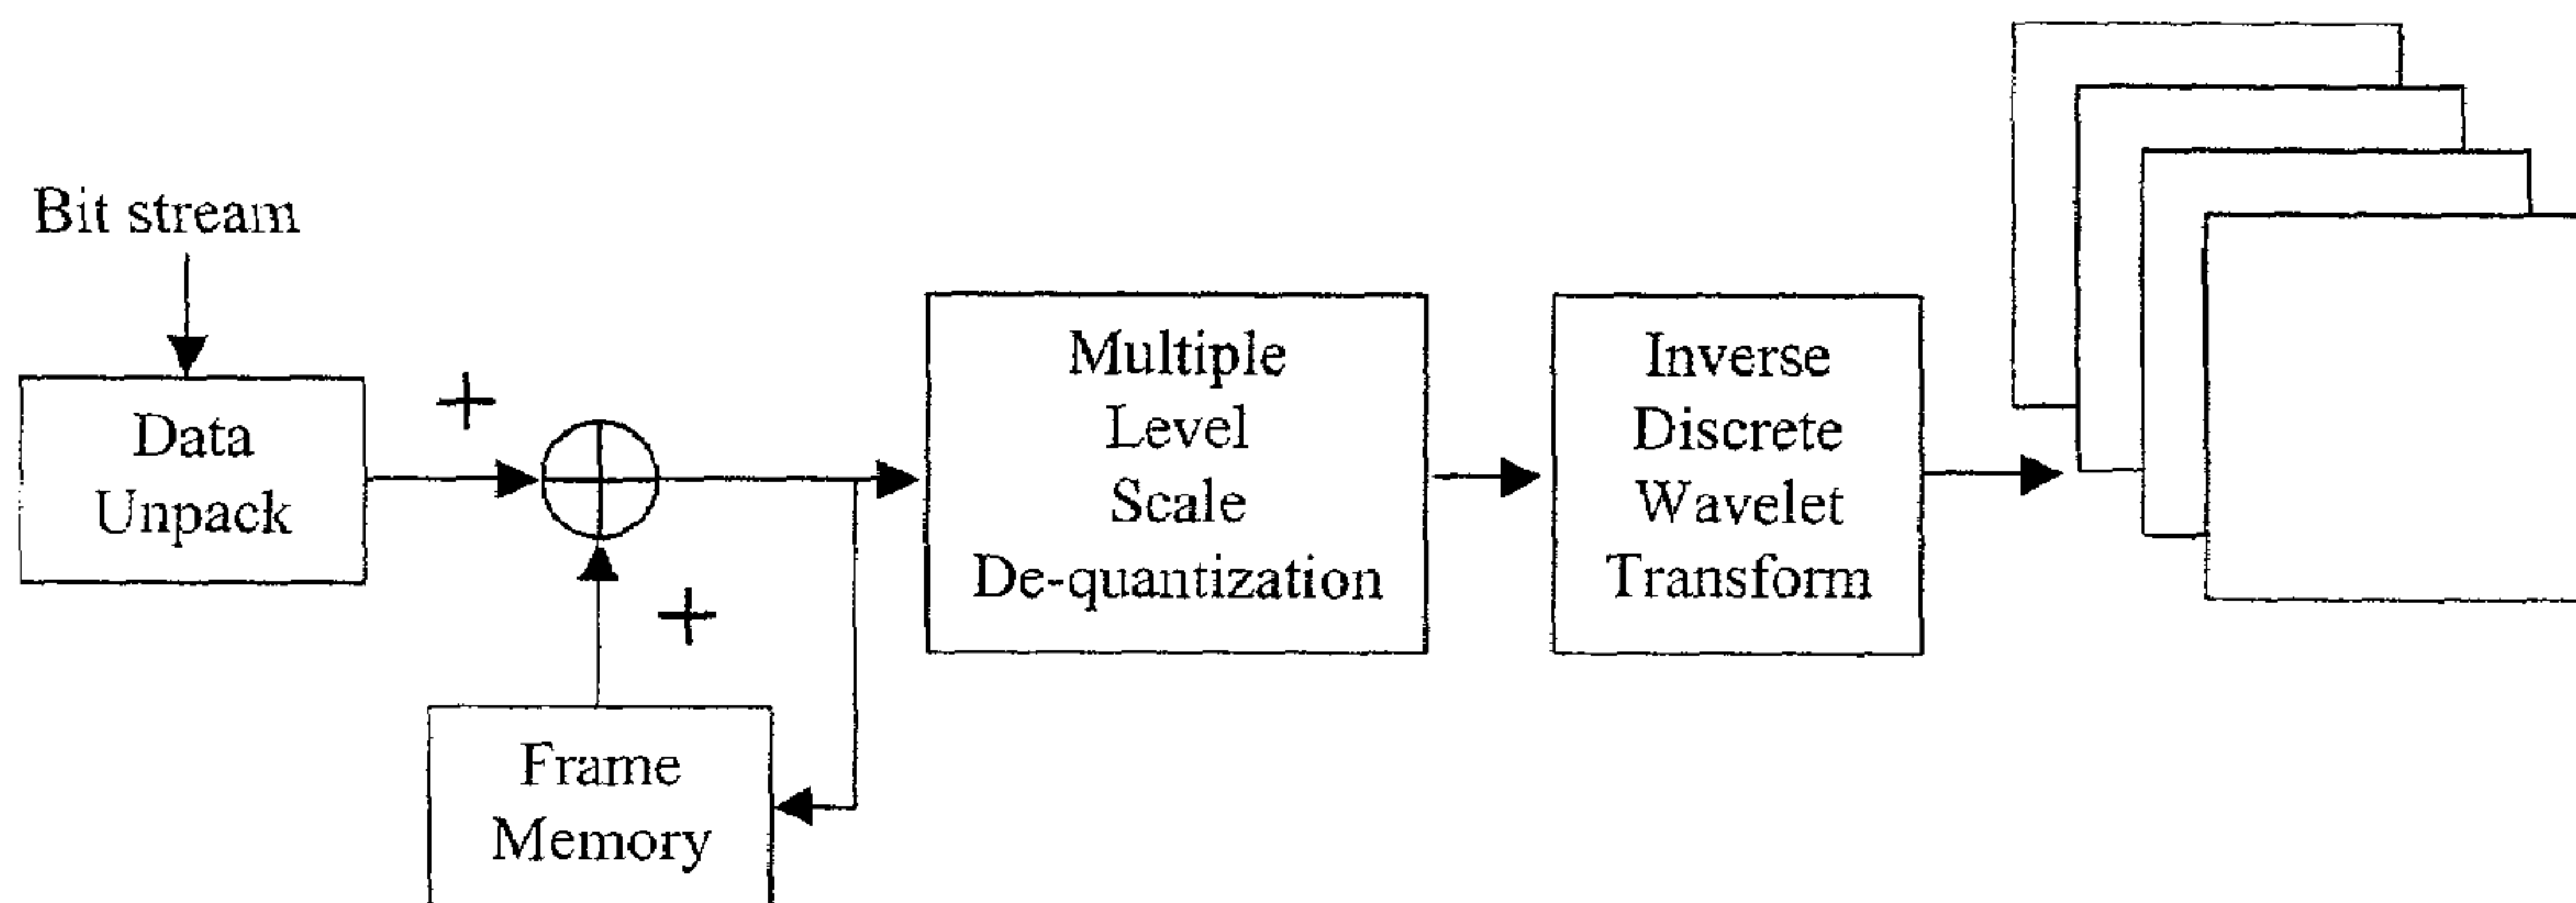 Bit stream
Data
Unpack
+
+
Frame
Memory
Multiple
Level
Scale
De-quantization
Inverse
Discrete
Wavelet
Transform